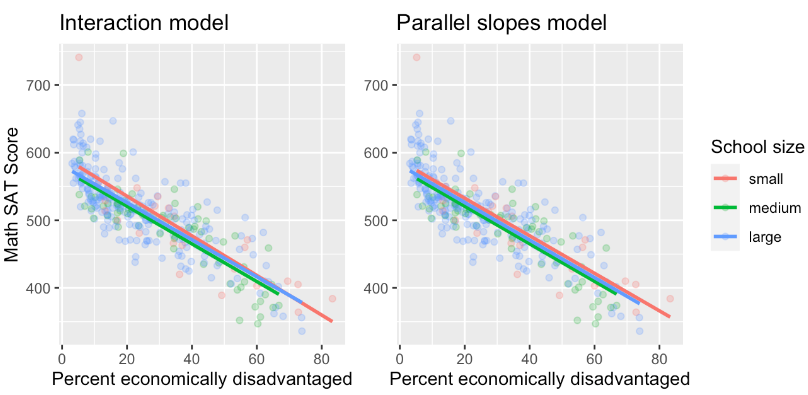 Interaction model
Parallel slopes model
Math SAT Score
700
600
500
400
0 20 40 60 80
Percent economically disadvantaged
700
600
500
400
0 20 40 60 80
Percent economically disadvantaged
School size
small
medium
large